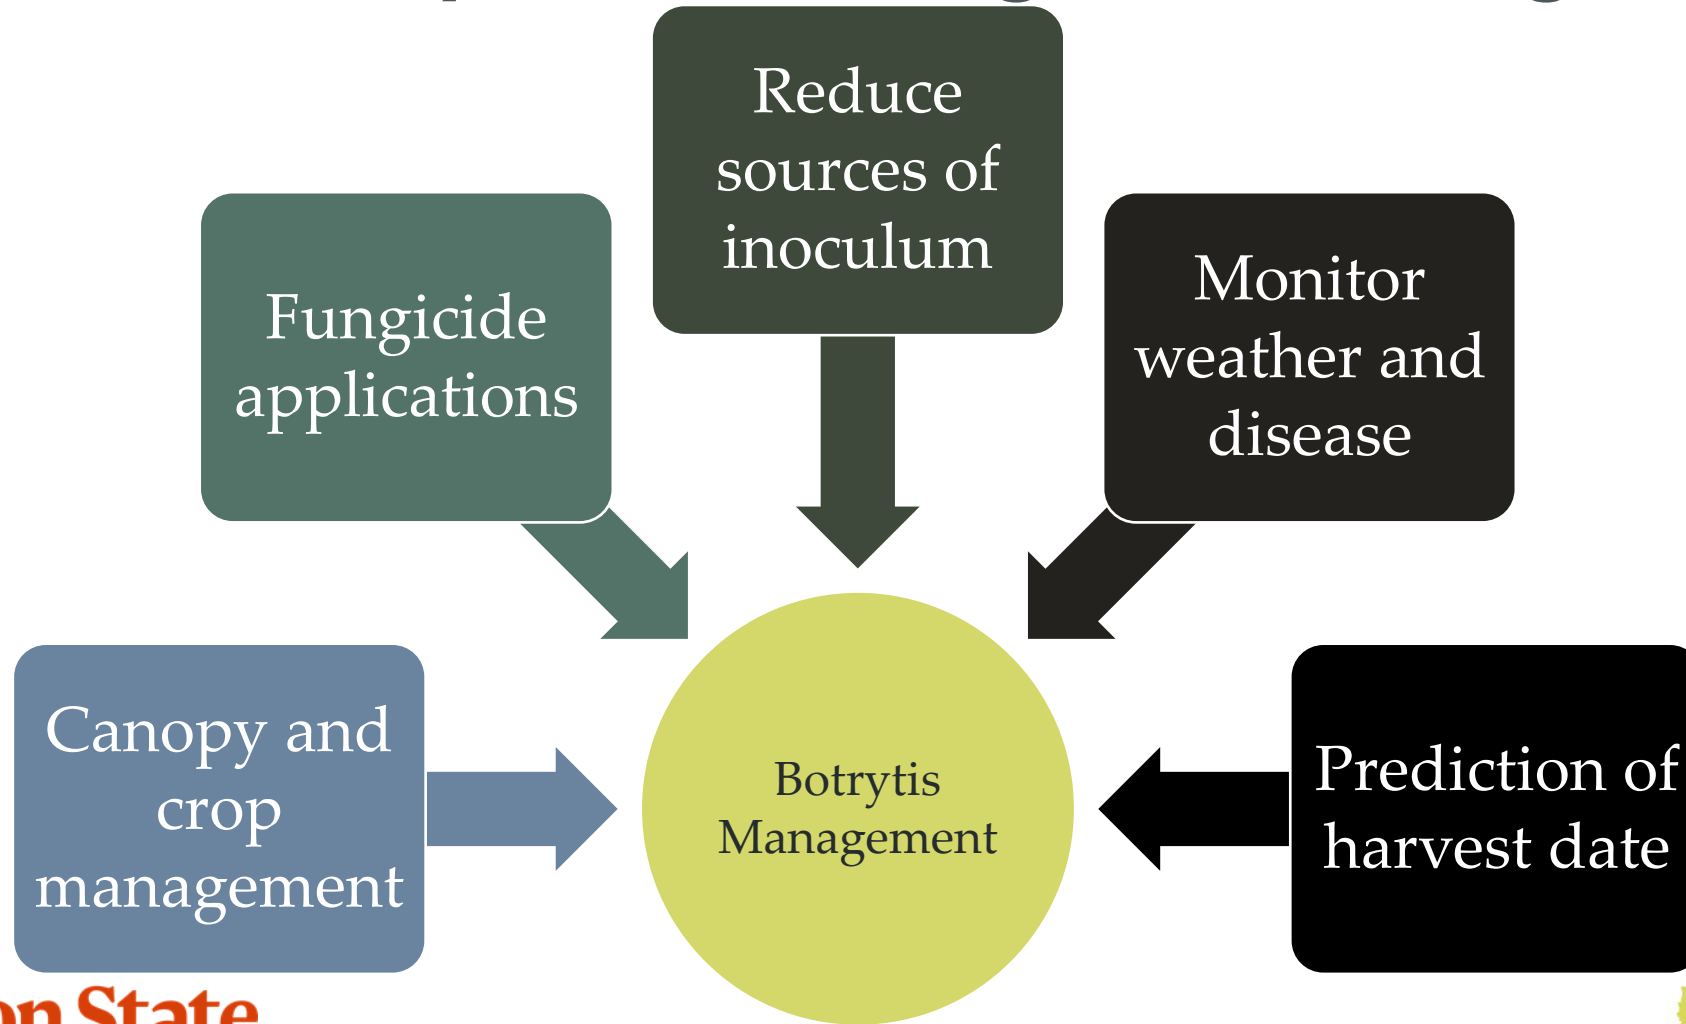 Reduce
sources of
inoculum
Fungicide
applications
Monitor
weather and
disease
Canopy and
crop
management
Botrytis
Management
Prediction of
harvest date
State